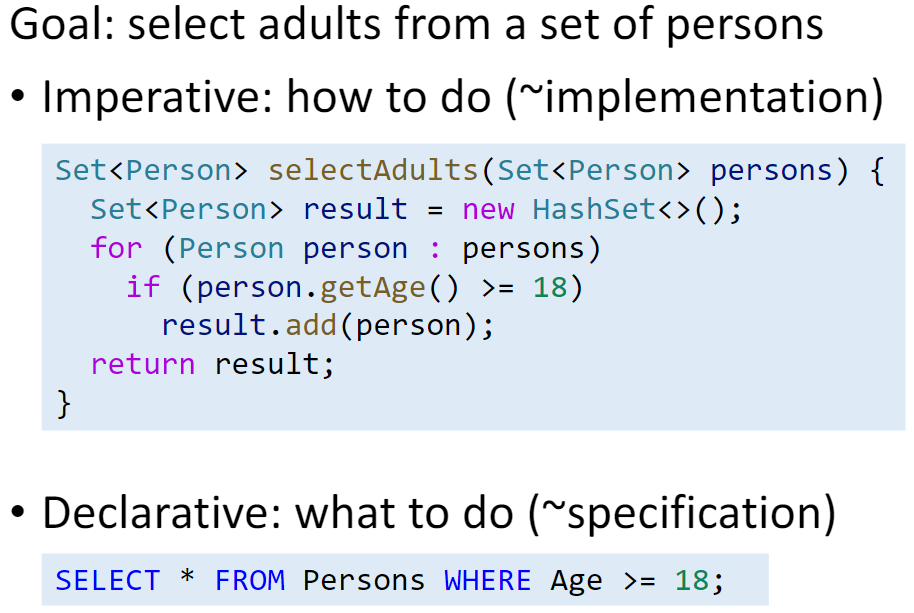 Goal: select adults from a set of persons
• Imperative: how to do (~implementation)
Set<Person> selectAdults(Set<Person> persons) {
  Set<Person> result = new HashSet<>();
  for (Person person : persons)
    if (person.getAge() >= 18)
      result.add(person);
  return result;
}
• Declarative: what to do (~specification)
SELECT * FROM Persons WHERE Age >= 18;